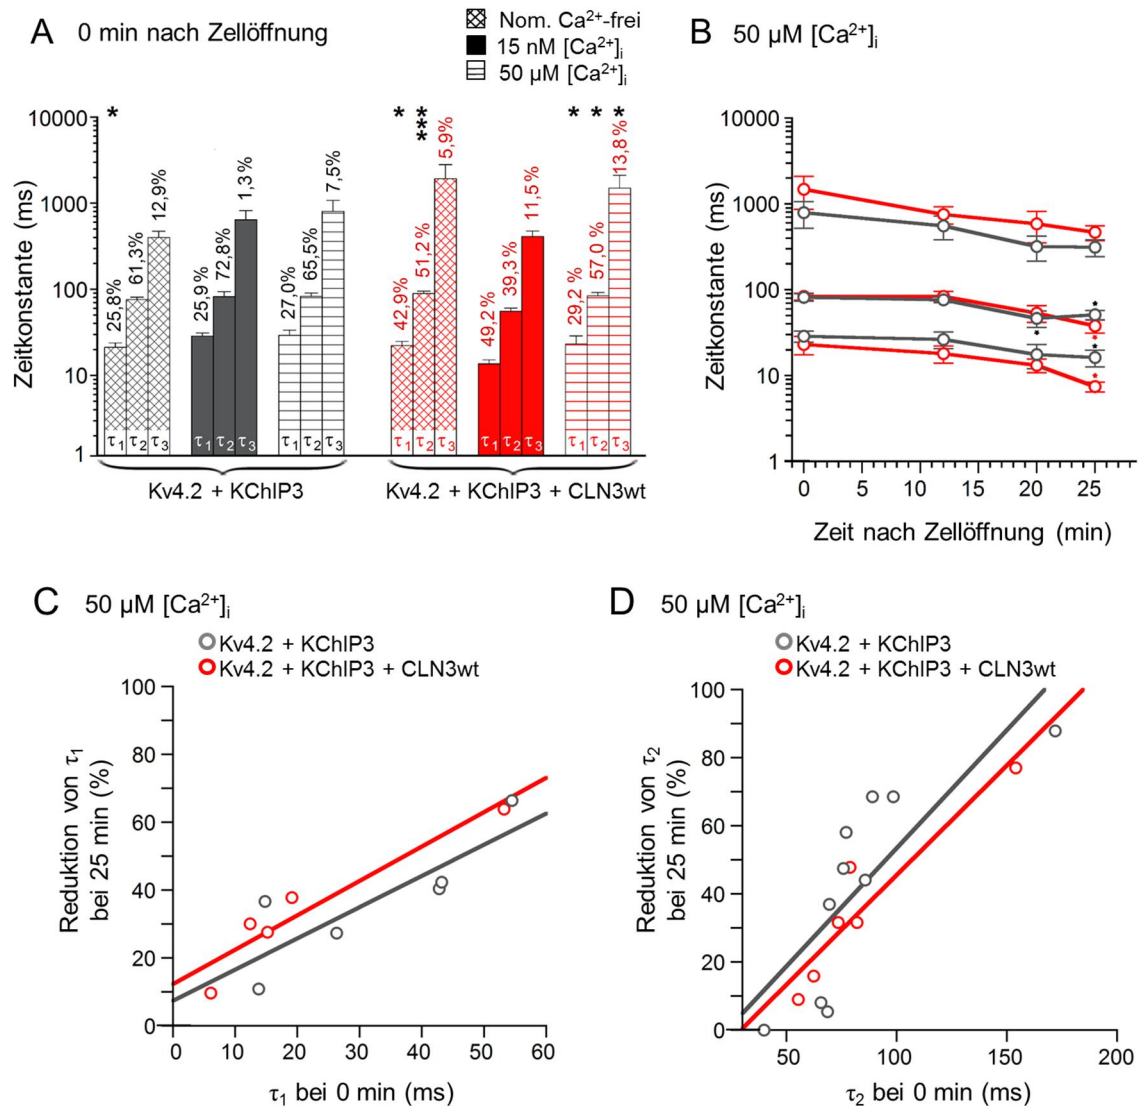 A 0 min nach Zellöffnung
Nom. Ca²⁺-frei
15 nM [Ca²⁺]ᵢ
50 µM [Ca²⁺]ᵢ
Zeitkonstante (ms)
10000
1000
100
10
1
* * *** * * *
25,8% 61,3% 12,9% 25,9% 72,8% 1,3% 27,0% 65,5% 7,5% 42,9% 51,2% 5,9% 49,2% 39,3% 11,5% 29,2 % 57,0 % 13,8%
τ₁ τ₂ τ₃ τ₁ τ₂ τ₃ τ₁ τ₂ τ₃ τ₁ τ₂ τ₃ τ₁ τ₂ τ₃ τ₁ τ₂ τ₃
Kv4.2 + KChIP3 Kv4.2 + KChIP3 + CLN3wt
B 50 µM [Ca²⁺]ᵢ
Zeitkonstante (ms)
10000
1000
100
10
1
* * * * *
0 5 10 15 20 25
Zeit nach Zellöffnung (min)
C 50 µM [Ca²⁺]ᵢ
Kv4.2 + KChIP3
Kv4.2 + KChIP3 + CLN3wt
Reduktion von τ₁
bei 25 min (%)
100
80
60
40
20
0
0 10 20 30 40 50 60
τ₁ bei 0 min (ms)
D 50 µM [Ca²⁺]ᵢ
Kv4.2 + KChIP3
Kv4.2 + KChIP3 + CLN3wt
Reduktion von τ₂
bei 25 min (%)
100
80
60
40
20
0
50 100 150 200
τ₂ bei 0 min (ms)